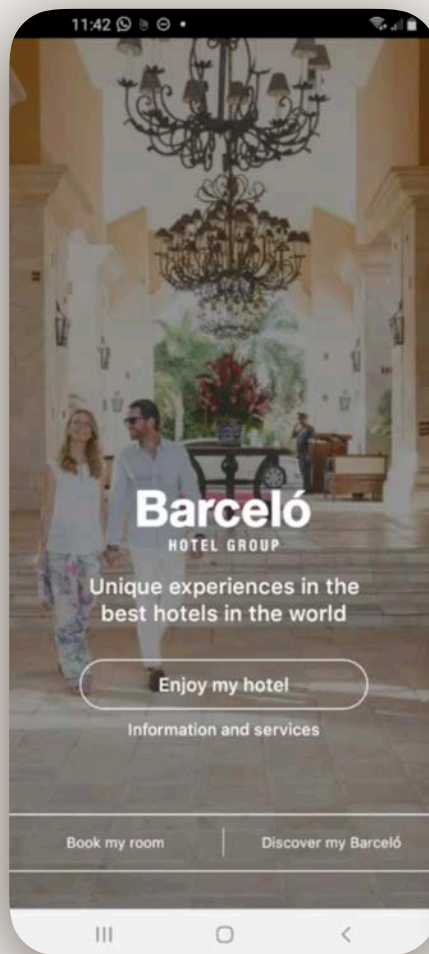 11:42
Barceló
HOTEL GROUP
Unique experiences in the
best hotels in the world
Enjoy my hotel
Information and services
Book my room
Discover my Barceló